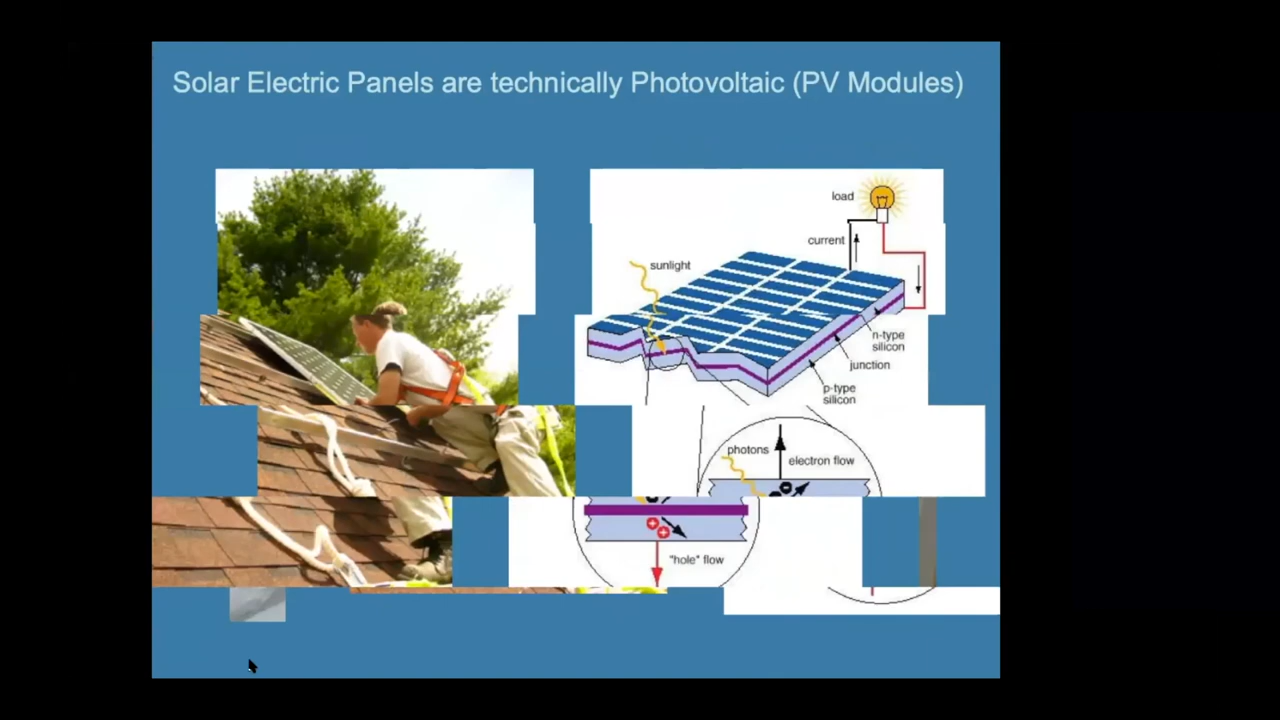 Solar Electric Panels are technically Photovoltaic (PV Modules)
load
current
sunlight
n-type
silicon
junction
p-type
silicon
photons
electron flow
"hole" flow